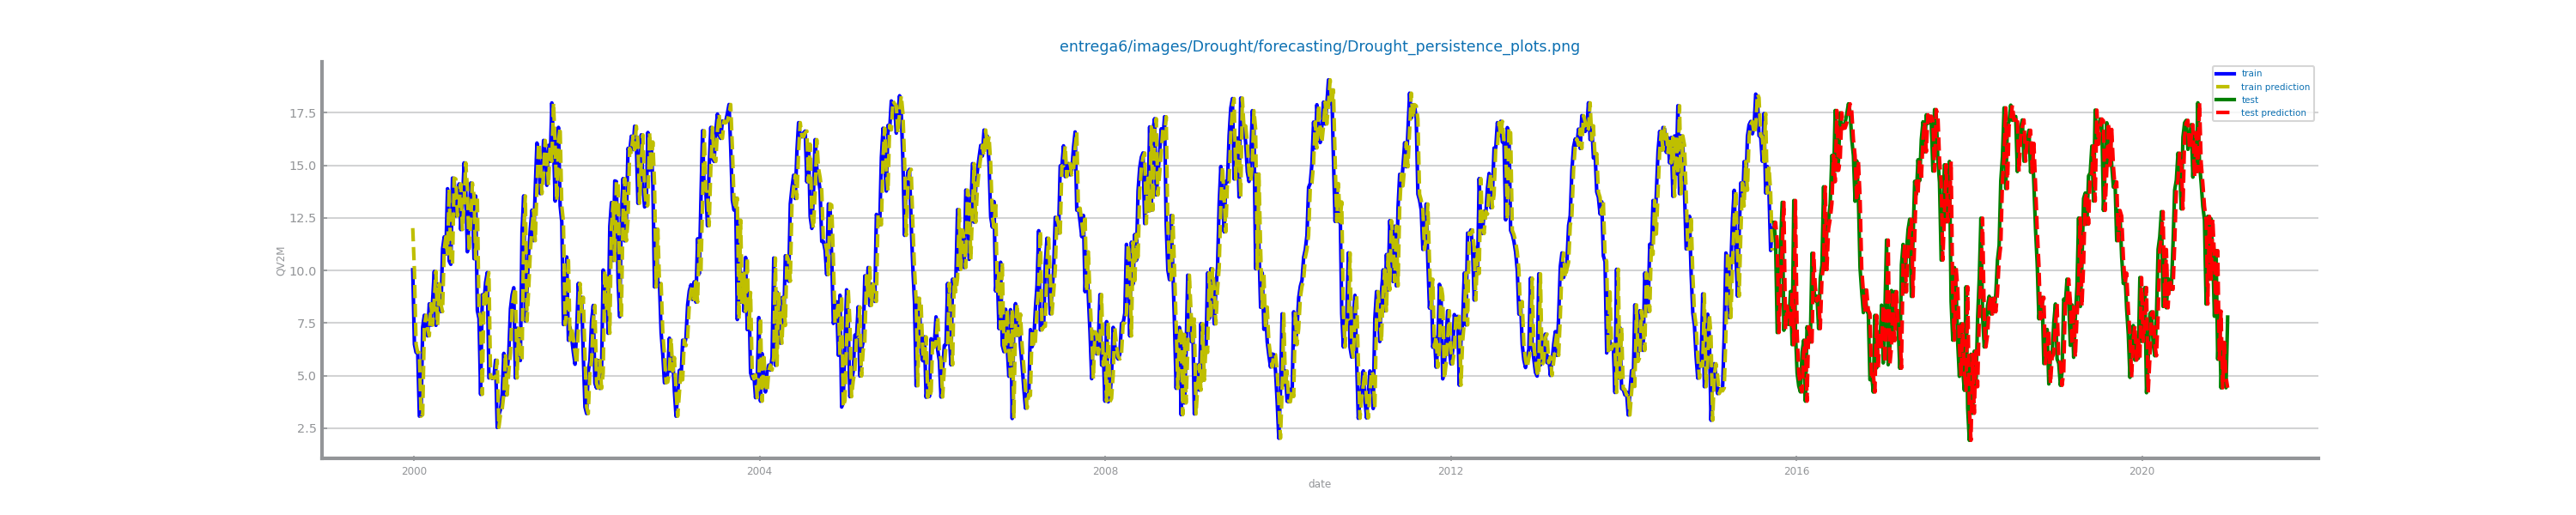 entrega6/images/Drought/forecasting/Drought_persistence_plots.png
train
train prediction
test
test prediction
17.5
15.0
12.5
10.0
7.5
5.0
2.5
QV2M
2000 2004 2008 2012 2016 2020
date